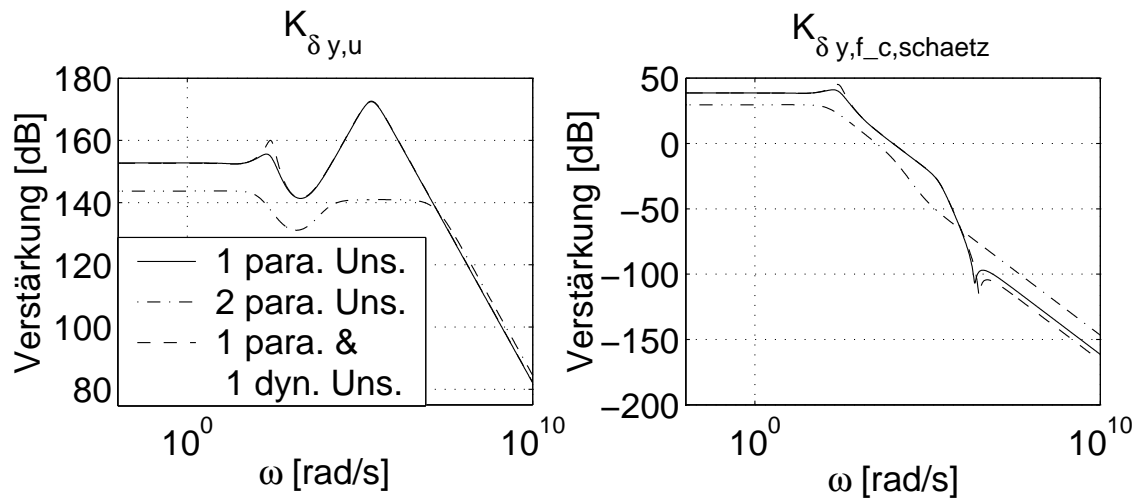 K δ y,u
180
160
140
120
100
80
Verstärkung [dB]
1 para. Uns.
2 para. Uns.
1 para. &
1 dyn. Uns.
10^0
10^10
ω [rad/s]
K δ y,f_c,schaetz
50
0
−50
−100
−150
−200
Verstärkung [dB]
10^0
10^10
ω [rad/s]